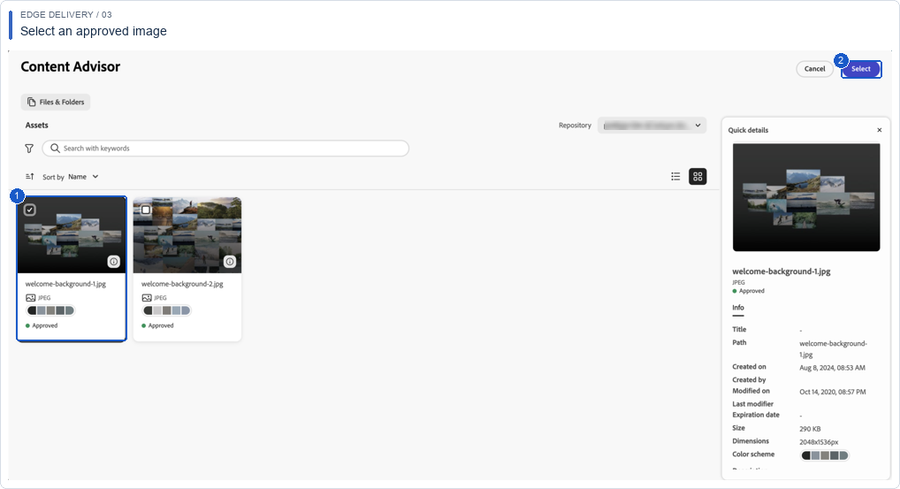 EDGE DELIVERY / 03
Select an approved image
Content Advisor
Cancel
2
Select
Files & Folders
Assets
Repository
Search with keywords
Sort by Name
1
welcome-background-1.jpg
JPEG
Approved
welcome-background-2.jpg
JPEG
Approved
Quick details
welcome-background-1.jpg
JPEG
Approved
Info
Title -
Path welcome-background-
1.jpg
Created on Aug 8, 2024, 08:53 AM
Created by
Modified on Oct 14, 2020, 08:57 PM
Last modifier
Expiration date -
Size 290 KB
Dimensions 2048x1536px
Color scheme